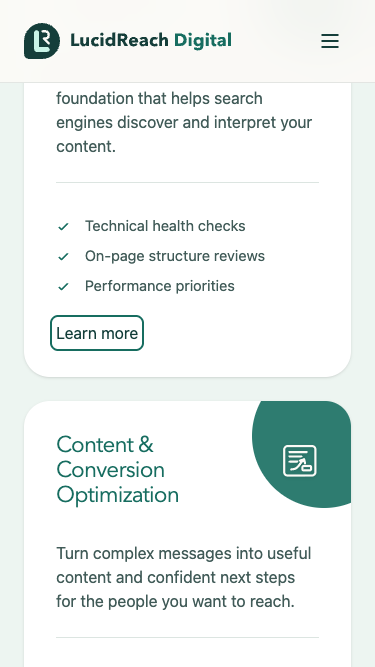 LucidReach Digital
foundation that helps search
engines discover and interpret your
content.
Technical health checks
On-page structure reviews
Performance priorities
Learn more
Content &
Conversion
Optimization
Turn complex messages into useful
content and confident next steps
for the people you want to reach.